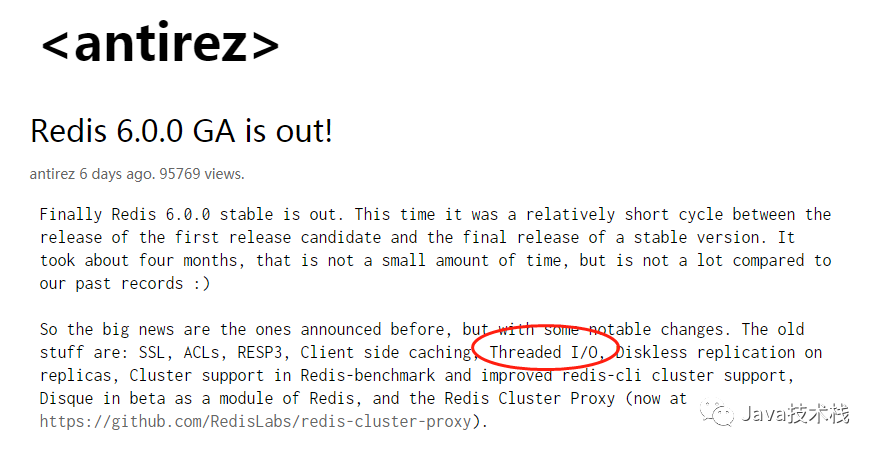 <antirez>
Redis 6.0.0 GA is out!
antirez 6 days ago. 95769 views.
Finally Redis 6.0.0 stable is out. This time it was a relatively short cycle between the
release of the first release candidate and the final release of a stable version. It
took about four months, that is not a small amount of time, but is not a lot compared to
our past records :)
So the big news are the ones announced before, but with some notable changes. The old
stuff are: SSL, ACLs, RESP3, Client side caching, Threaded I/O, Diskless replication on
replicas, Cluster support in Redis-benchmark and improved redis-cli cluster support,
Disque in beta as a module of Redis, and the Redis Cluster Proxy (now at
https://github.com/RedisLabs/redis-cluster-proxy).
Java技术栈